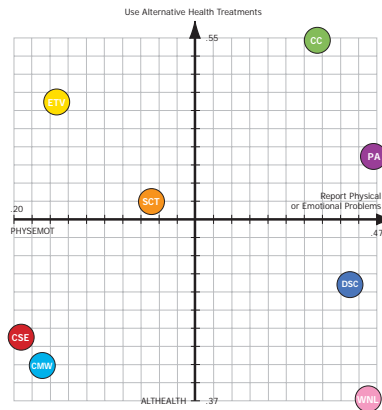 Use Alternative Health Treatments
.55
CC
ETV
PA
SCT
Report Physical
or Emotional Problems
.20
PHYSEMOT
.47
DSC
CSE
CMW
WNL
ALTHEALTH
.37